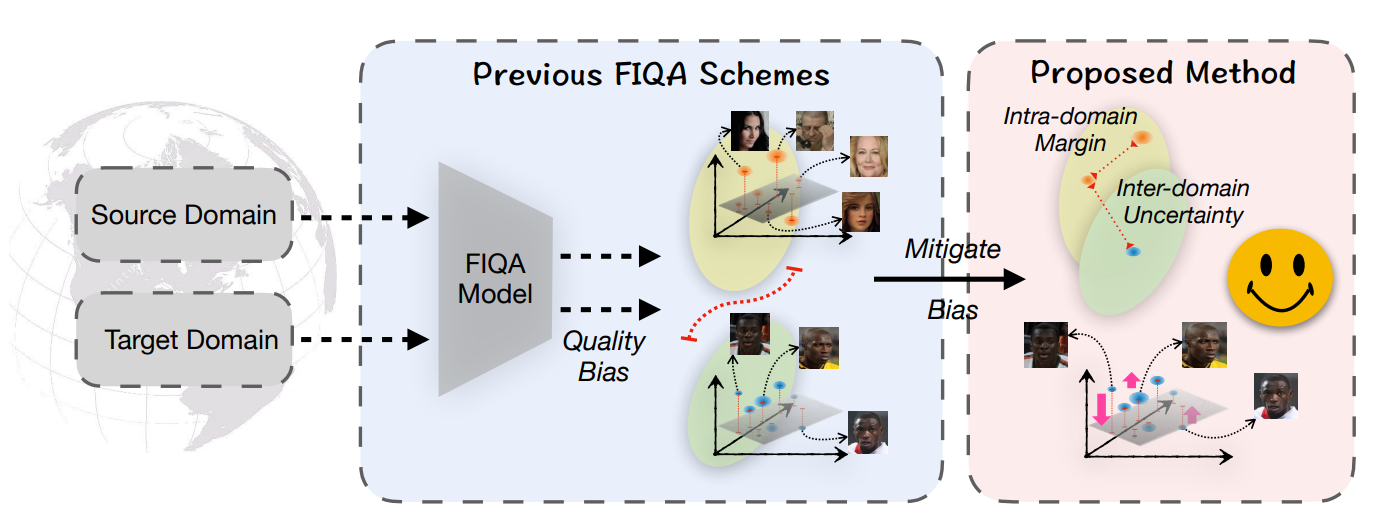 Previous FIQA Schemes
Proposed Method
Source Domain
Target Domain
FIQA
Model
Quality
Bias
Mitigate
Bias
Intra-domain
Margin
Inter-domain
Uncertainty